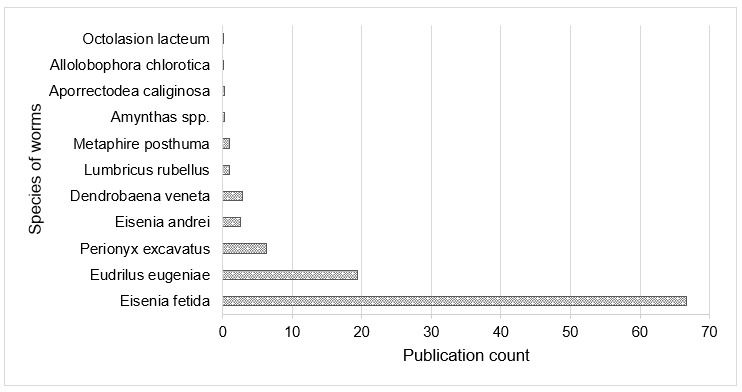 Species of worms
Octolasion lacteum
Allolobophora chlorotica
Aporrectodea caliginosa
Amynthas spp.
Metaphire posthuma
Lumbricus rubellus
Dendrobaena veneta
Eisenia andrei
Perionyx excavatus
Eudrilus eugeniae
Eisenia fetida
0 10 20 30 40 50 60 70
Publication count